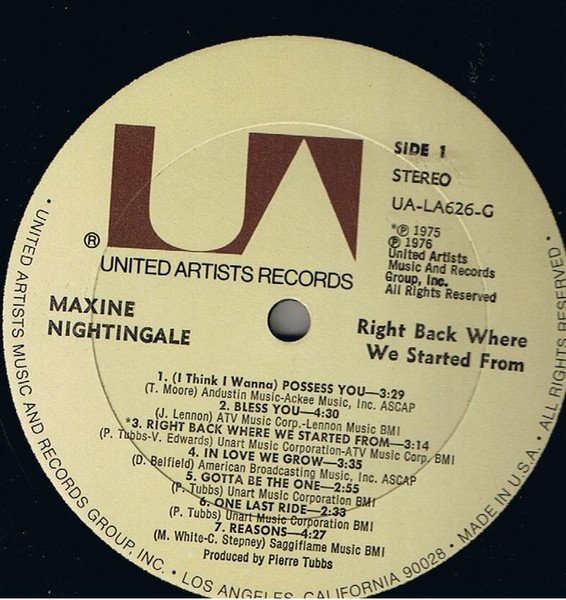 UA
SIDE 1
STEREO
UA-LA626-G
*℗ 1975
℗ 1976
United Artists
Music And Records
Group, Inc.
All Rights Reserved
®
UNITED ARTISTS RECORDS
MAXINE
NIGHTINGALE
Right Back Where
We Started From
1. (I Think I Wanna) POSSESS YOU—3:29
(T. Moore) Andustin Music-Ackee Music, Inc. ASCAP
2. BLESS YOU—4:30
(J. Lennon) ATV Music Corp.-Lennon Music BMI
*3. RIGHT BACK WHERE WE STARTED FROM—3:14
(P. Tubbs-V. Edwards) Unart Music Corporation-ATV Music Corp. BMI
4. IN LOVE WE GROW—3:35
(D. Belfield) American Broadcasting Music, Inc. ASCAP
5. GOTTA BE THE ONE—2:55
(P. Tubbs) Unart Music Corporation BMI
6. ONE LAST RIDE—2:33
(P. Tubbs) Unart Music Corporation BMI
7. REASONS—4:27
(M. White-C. Stepney) Saggiflame Music BMI
Produced by Pierre Tubbs
• UNITED ARTISTS MUSIC AND RECORDS GROUP, INC. • LOS ANGELES, CALIFORNIA 90028 • MADE IN U.S.A. • ALL RIGHTS RESERVED •